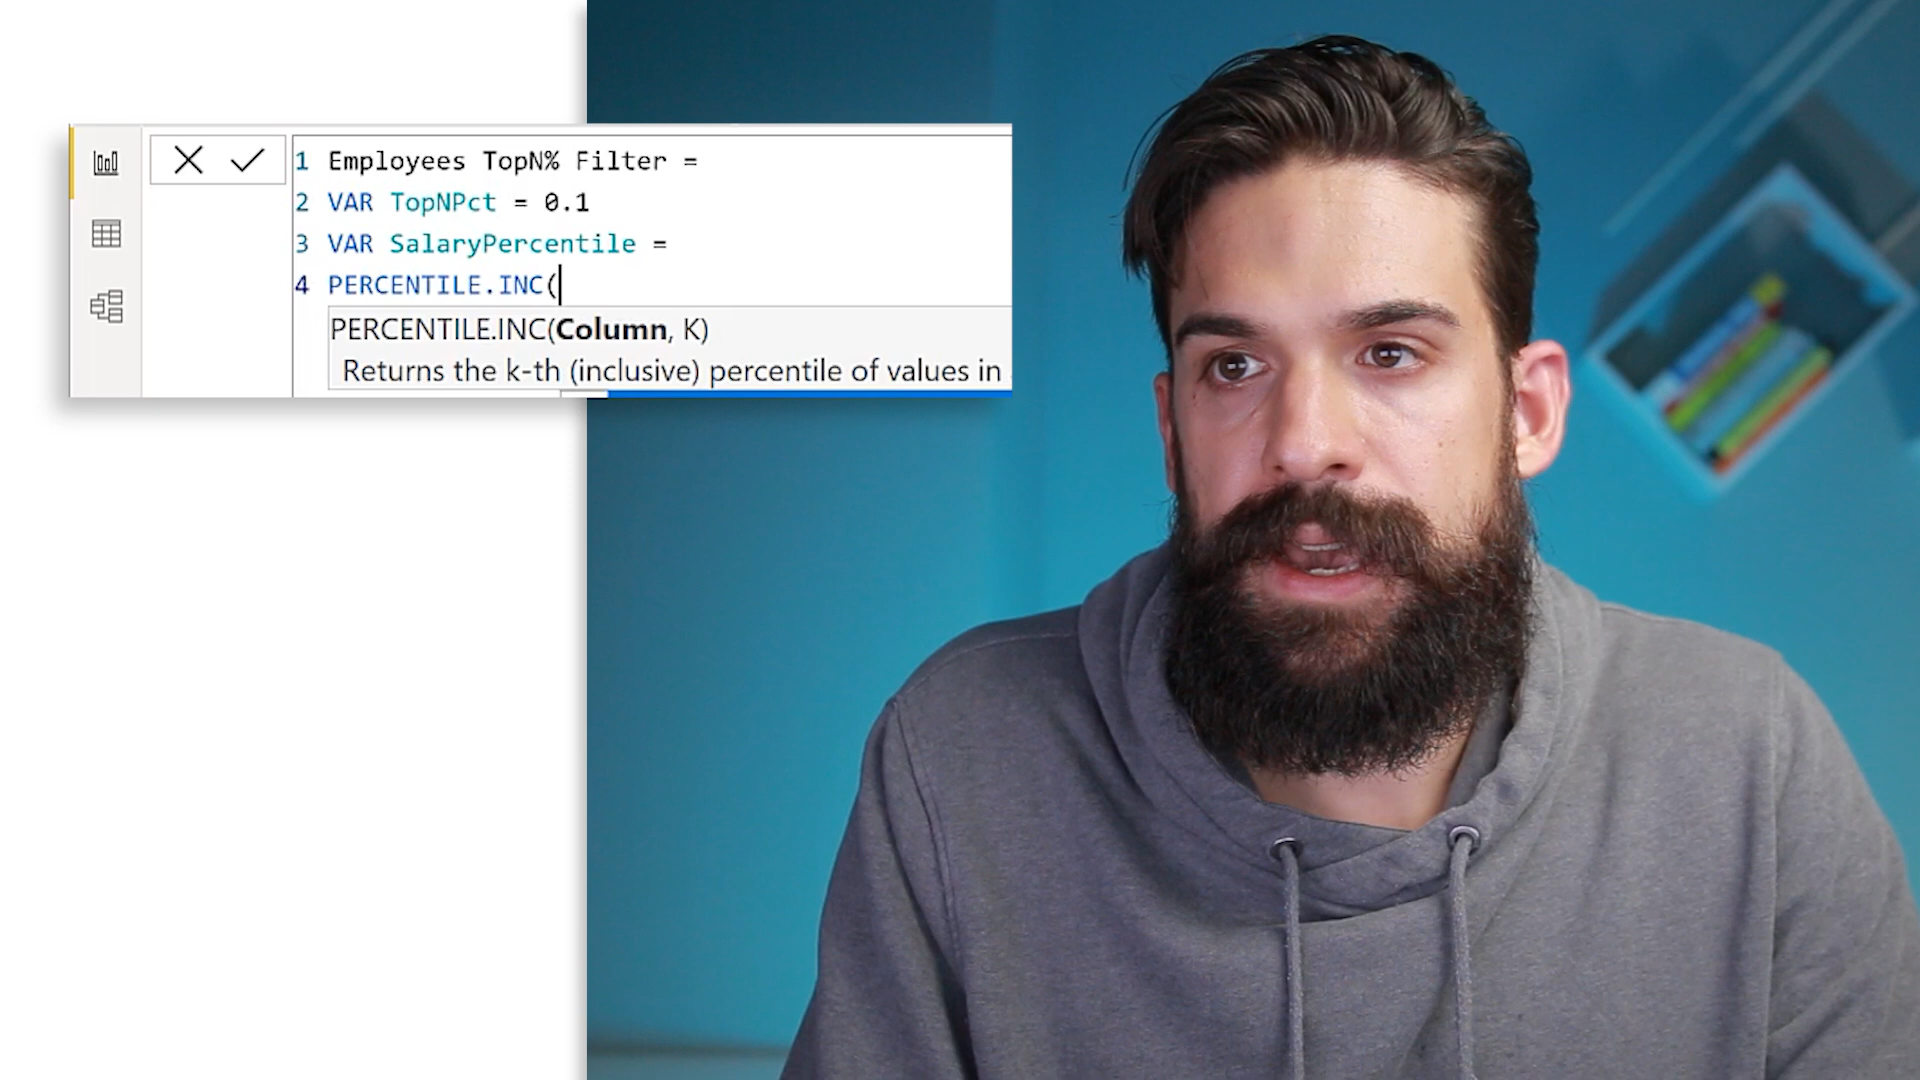 1 Employees TopN% Filter =
2 VAR TopNPct = 0.1
3 VAR SalaryPercentile =
4 PERCENTILE.INC(
PERCENTILE.INC(Column, K)
Returns the k-th (inclusive) percentile of values in